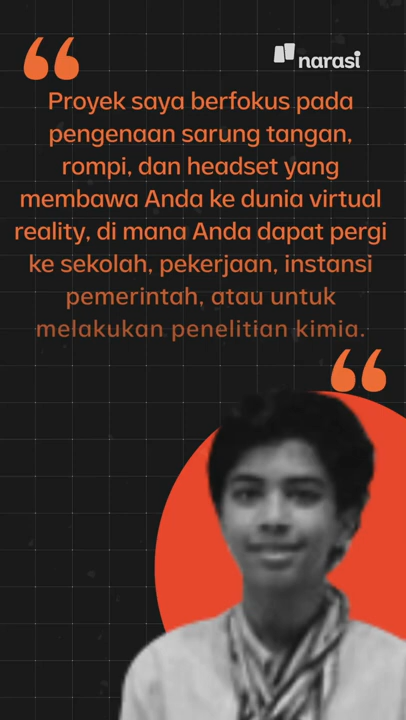 narasi
Proyek saya berfokus pada
pengenaan sarung tangan,
rompi, dan headset yang
membawa Anda ke dunia virtual
reality, di mana Anda dapat pergi
ke sekolah, pekerjaan, instansi
pemerintah, atau untuk
melakukan penelitian kimia.